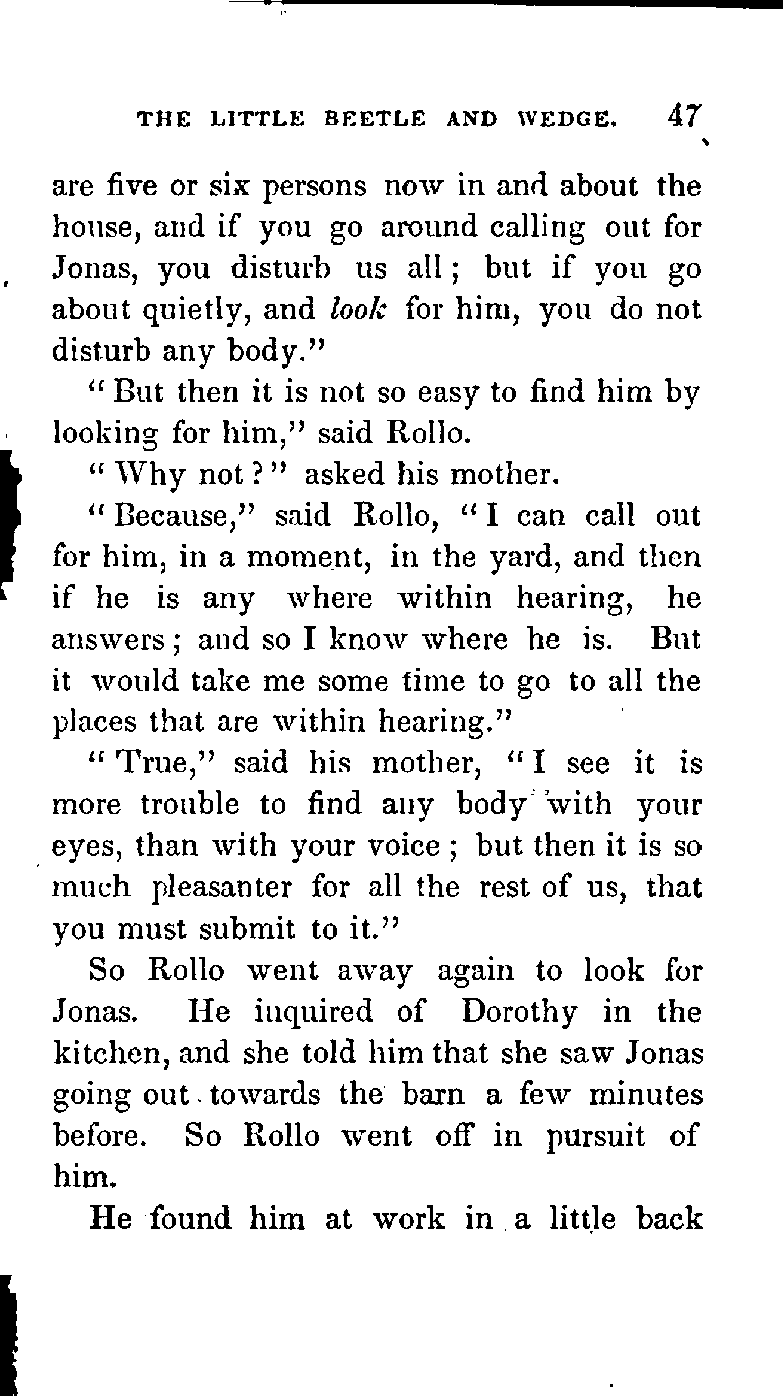 THE LITTLE BEETLE AND WEDGE. 47
are five or six persons now in and about the
house, and if you go around calling out for
Jonas, you disturb us all; but if you go
about quietly, and look for him, you do not
disturb any body."
"But then it is not so easy to find him by
looking for him," said Rollo.
"Why not?" asked his mother.
"Because," said Rollo, "I can call out
for him, in a moment, in the yard, and then
if he is any where within hearing, he
answers; and so I know where he is. But
it would take me some time to go to all the
places that are within hearing."
"True," said his mother, "I see it is
more trouble to find any body with your
eyes, than with your voice; but then it is so
much pleasanter for all the rest of us, that
you must submit to it."
So Rollo went away again to look for
Jonas. He inquired of Dorothy in the
kitchen, and she told him that she saw Jonas
going out towards the barn a few minutes
before. So Rollo went off in pursuit of
him.
He found him at work in a little back